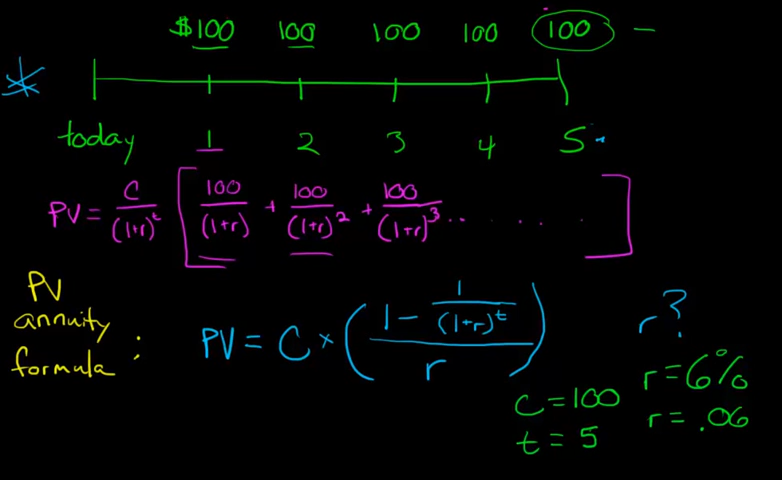 $100 100 100 100 100 –
today 1 2 3 4 5
PV = C/(1+r)^t [100/(1+r) + 100/(1+r)^2 + 100/(1+r)^3 .. . . . .]
PV
annuity
formula :
PV = C × ((1 - 1/(1+r)^t)/r)
r?
r = 6%
C = 100
r = .06
t = 5